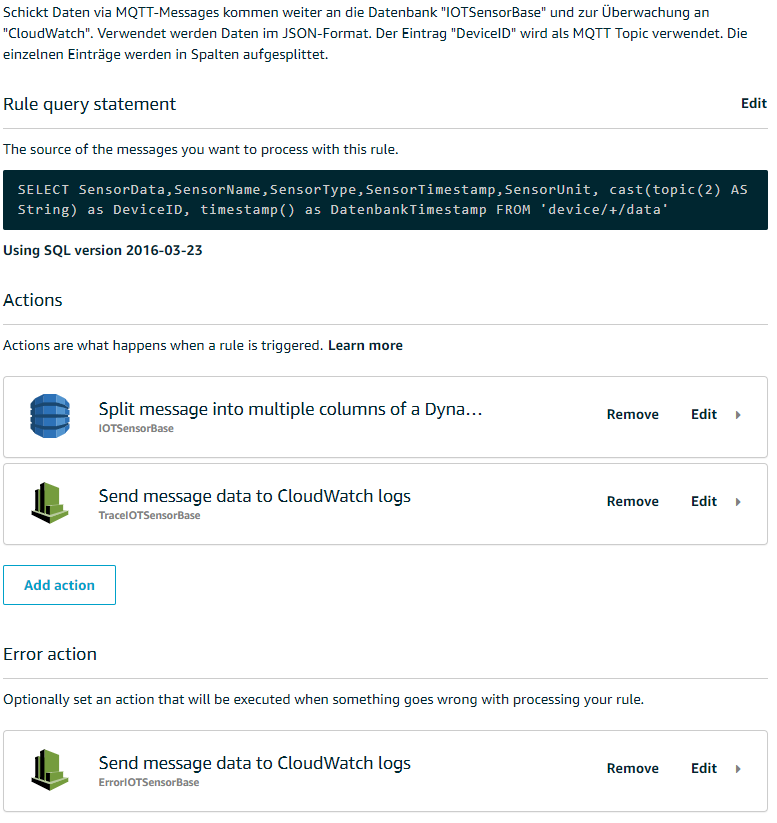 Schickt Daten via MQTT-Messages kommen weiter an die Datenbank "IOTSensorBase" und zur Überwachung an
"CloudWatch". Verwendet werden Daten im JSON-Format. Der Eintrag "DeviceID" wird als MQTT Topic verwendet. Die
einzelnen Einträge werden in Spalten aufgesplittet.
Rule query statement
Edit
The source of the messages you want to process with this rule.
SELECT SensorData,SensorName,SensorType,SensorTimestamp,SensorUnit, cast(topic(2) AS
String) as DeviceID, timestamp() as DatenbankTimestamp FROM 'device/+/data'
Using SQL version 2016-03-23
Actions
Actions are what happens when a rule is triggered. Learn more
Split message into multiple columns of a Dyna...
IOTSensorBase
Remove Edit
Send message data to CloudWatch logs
TraceIOTSensorBase
Remove Edit
Add action
Error action
Optionally set an action that will be executed when something goes wrong with processing your rule.
Send message data to CloudWatch logs
ErrorIOTSensorBase
Remove Edit